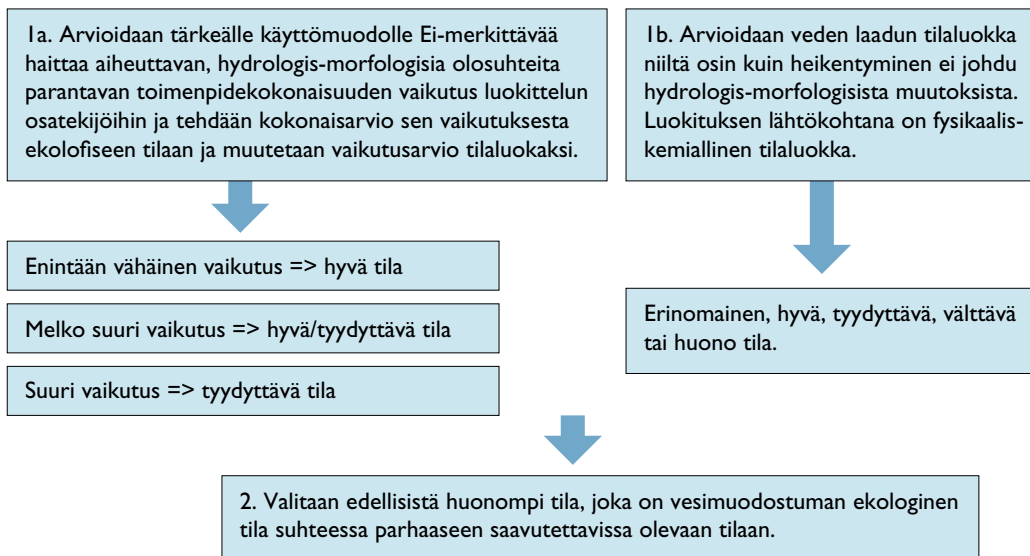 1a. Arvioidaan tärkeälle käyttömuodolle Ei-merkittävää
haittaa aiheuttavan, hydrologis-morfologisia olosuhteita
parantavan toimenpidekokonaisuuden vaikutus luokittelun
osatekijöihin ja tehdään kokonaisarvio sen vaikutuksesta
ekolofiseen tilaan ja muutetaan vaikutusarvio tilaluokaksi.
1b. Arvioidaan veden laadun tilaluokka
niiltä osin kuin heikentyminen ei johdu
hydrologis-morfologisista muutoksista.
Luokituksen lähtökohtana on fysikaalis-
kemiallinen tilaluokka.
Enintään vähäinen vaikutus => hyvä tila
Melko suuri vaikutus => hyvä/tyydyttävä tila
Suuri vaikutus => tyydyttävä tila
Erinomainen, hyvä, tyydyttävä, välttävä
tai huono tila.
2. Valitaan edellisistä huonompi tila, joka on vesimuodostuman ekologinen
tila suhteessa parhaaseen saavutettavissa olevaan tilaan.